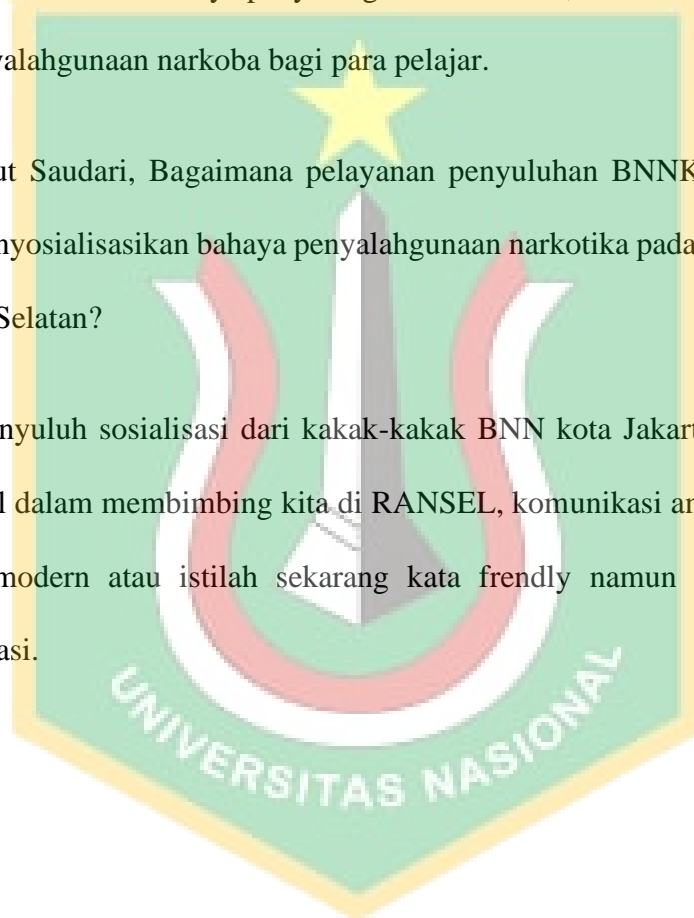 yalahgunaan narkoba bagi para pelajar.
ut Saudari, Bagaimana pelayanan penyuluhan BNNK
nyosialisasikan bahaya penyalahgunaan narkotika pada
Selatan?
nyuluh sosialisasi dari kakak-kakak BNN kota Jakart
l dalam membimbing kita di RANSEL, komunikasi an
modern atau istilah sekarang kata frendly namun
asi.
UNIVERSITAS NASIONAL